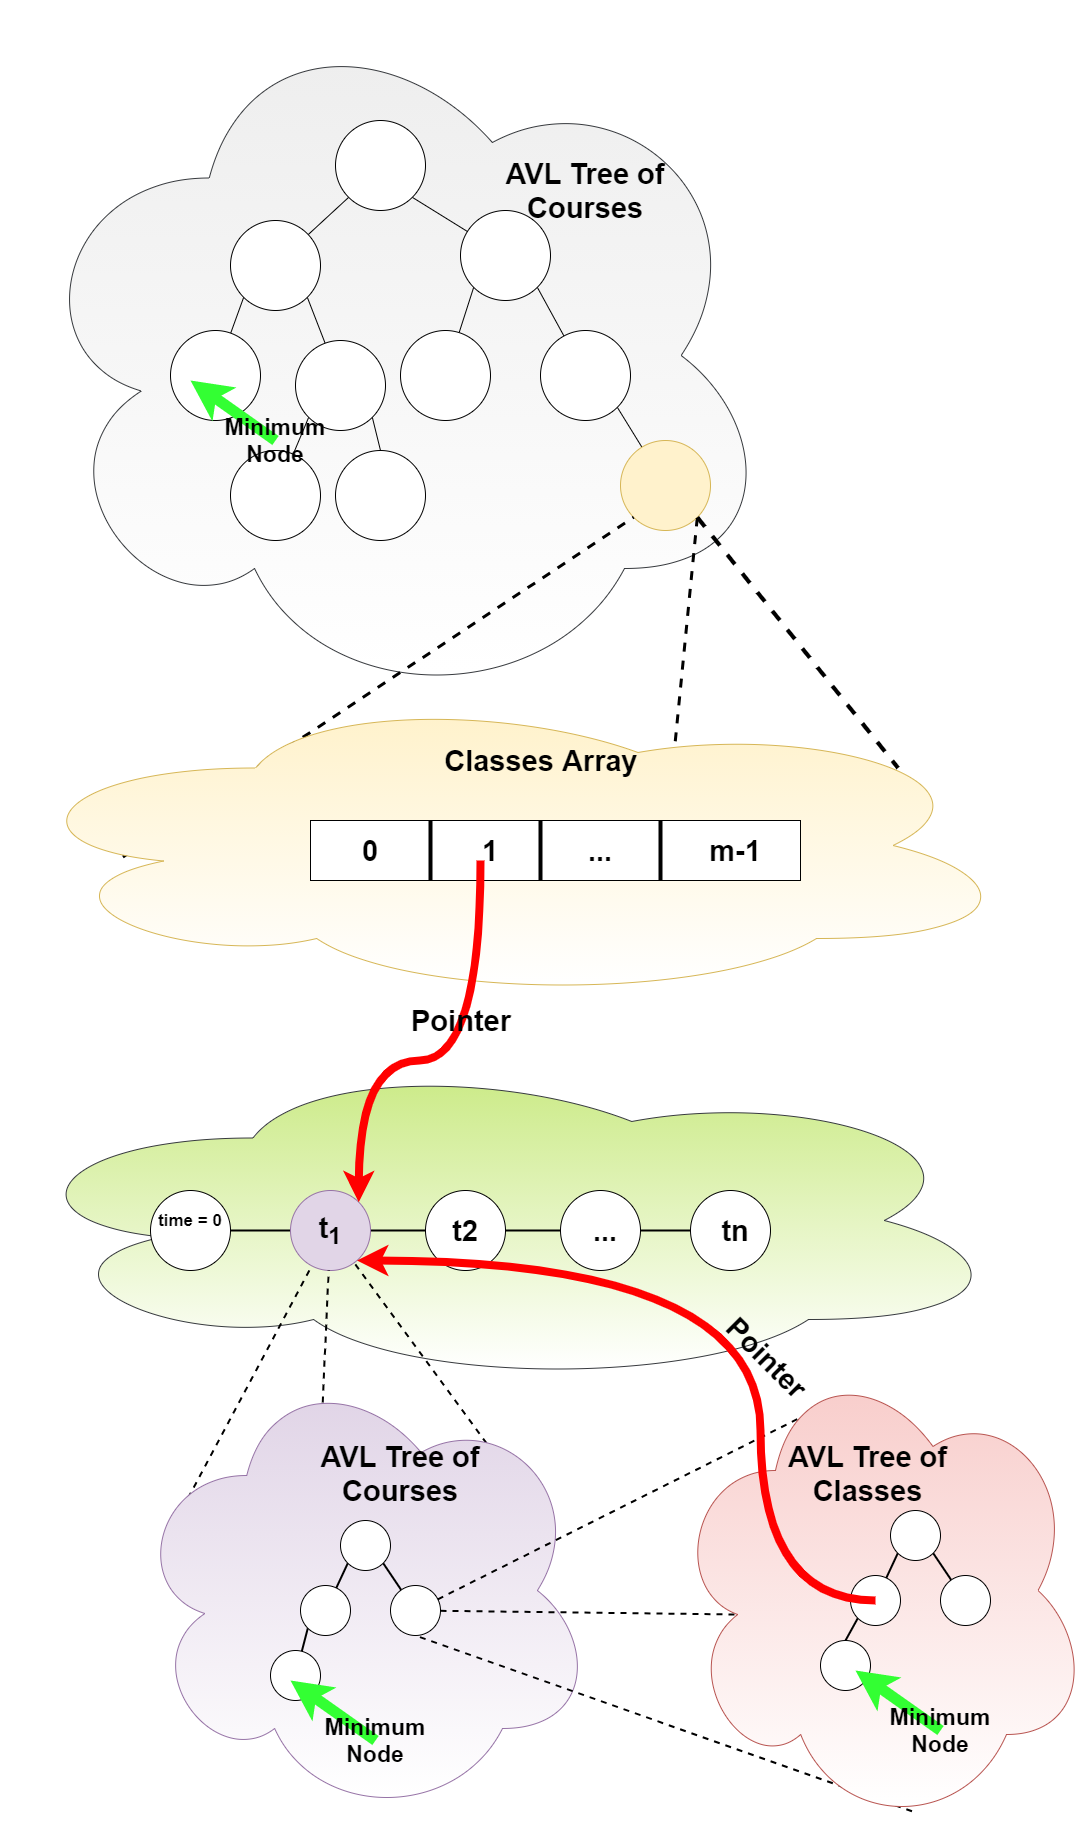 AVL Tree of
Courses
Minimum
Node
Classes Array
0 1 ... m-1
Pointer
time = 0 t1 t2 ... tn
Pointer
AVL Tree of
Courses
AVL Tree of
Classes
Minimum
Node
Minimum
Node